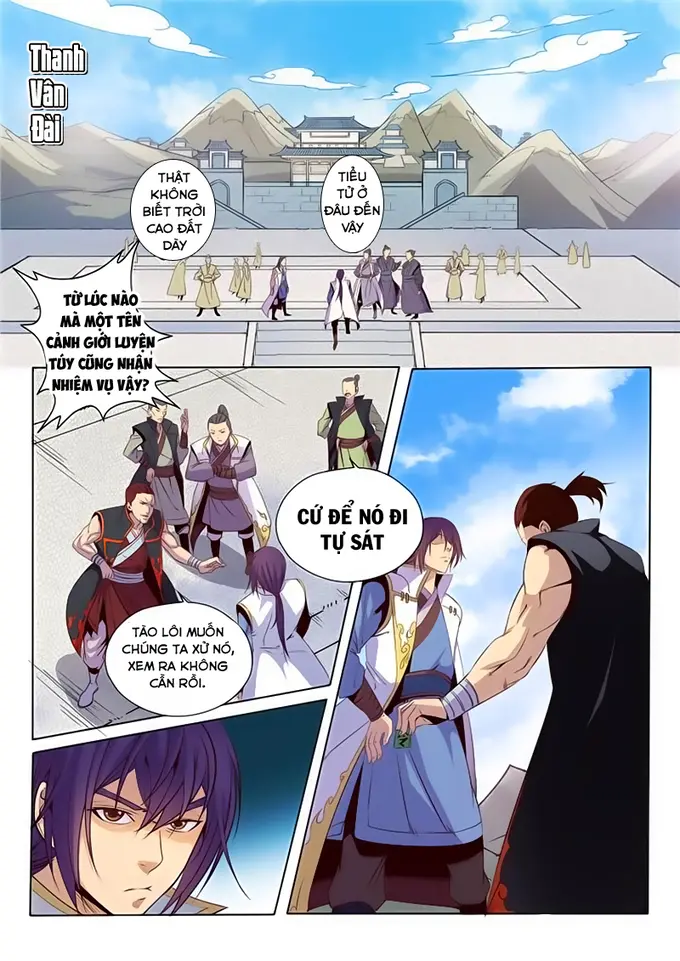 Thanh
Vân
Đài
THẬT
KHÔNG
BIẾT TRỜI
CAO ĐẤT
DÀY
TIỂU
TỬ Ở
ĐÂU ĐẾN
VẬY
TỪ LÚC NÀO
MÀ MỘT TÊN
CẢNH GIỚI LUYỆN
TÚY CŨNG NHẬN
NHIỆM VỤ VẬY?
CỨ ĐỂ NÓ ĐI
TỰ SÁT
TÀO LÔI MUỐN
CHÚNG TA XỬ NÓ,
XEM RA KHÔNG
CẦN RỒI.